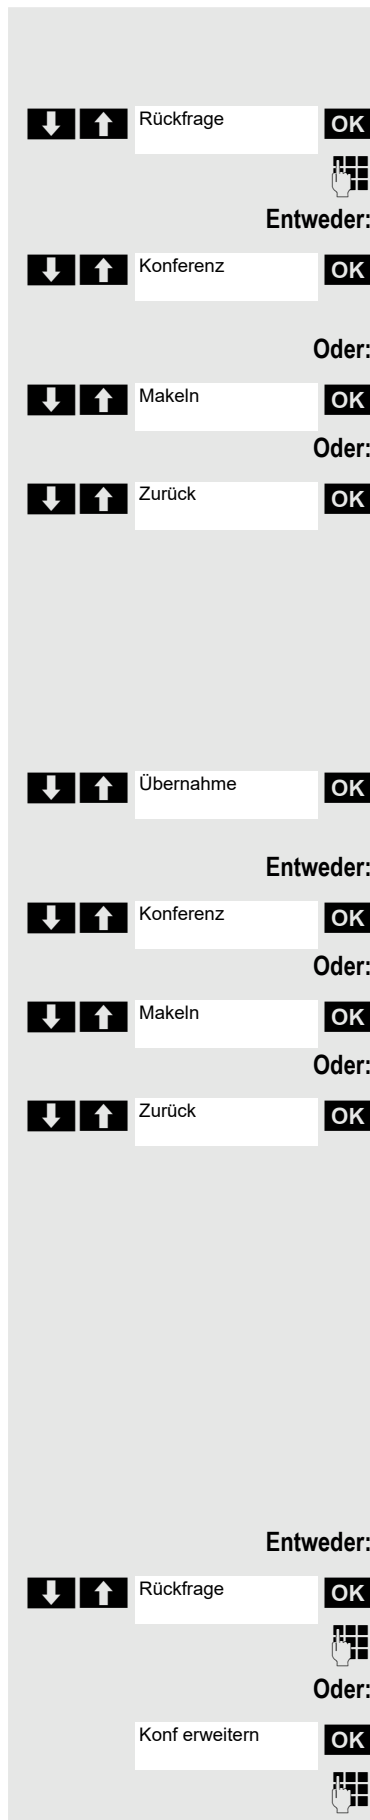 Rückfrage OK
Entweder:
Konferenz OK
Oder:
Makeln OK
Oder:
Zurück OK
Übernahme OK
Entweder:
Konferenz OK
Oder:
Makeln OK
Oder:
Zurück OK
Entweder:
Rückfrage OK
Oder:
Konf erweitern OK